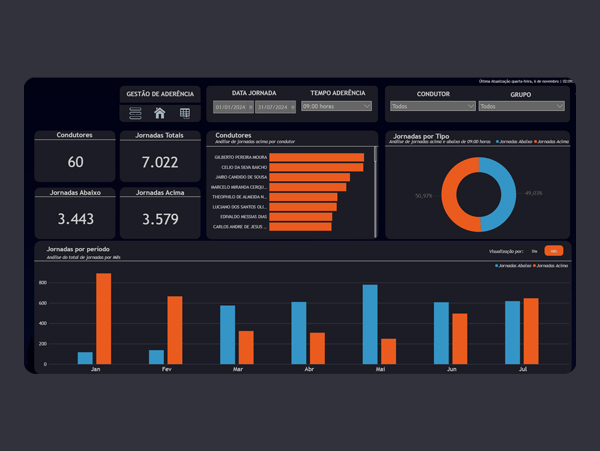 Última Atualização quarta-feira, 6 de novembro | 20:09
GESTÃO DE ADERÊNCIA
DATA JORNADA
TEMPO ADERÊNCIA
01/01/2024
31/07/2024
09:00 horas
CONDUTOR
GRUPO
Todos
Todos
Condutores
60
Jornadas Totais
7.022
Jornadas Abaixo
3.443
Jornadas Acima
3.579
Condutores
Análise de jornadas acima por condutor
GILBERTO PEREIRA MOURA
CELIO DA SILVA BAICHO
JAIRO CANDIDO DE SOUSA
MARCELO MIRANDA CERQU...
THEOPHILO DE ALMEIDA N...
LUCIANO DOS SANTOS OLI...
EDIVALDO MESSIAS DIAS
CARLOS ANDRE DE JESUS ...
Jornadas por Tipo
Análise de jornadas acima e abaixo de 09:00 horas
Jornadas Abaixo Jornadas Acima
50,97%
49,03%
Jornadas por período
Análise do total de jornadas por Mês
Visualização por:
Dia
Mês
Jornadas Abaixo Jornadas Acima
800
600
400
200
0
Jan Fev Mar Abr Mai Jun Jul